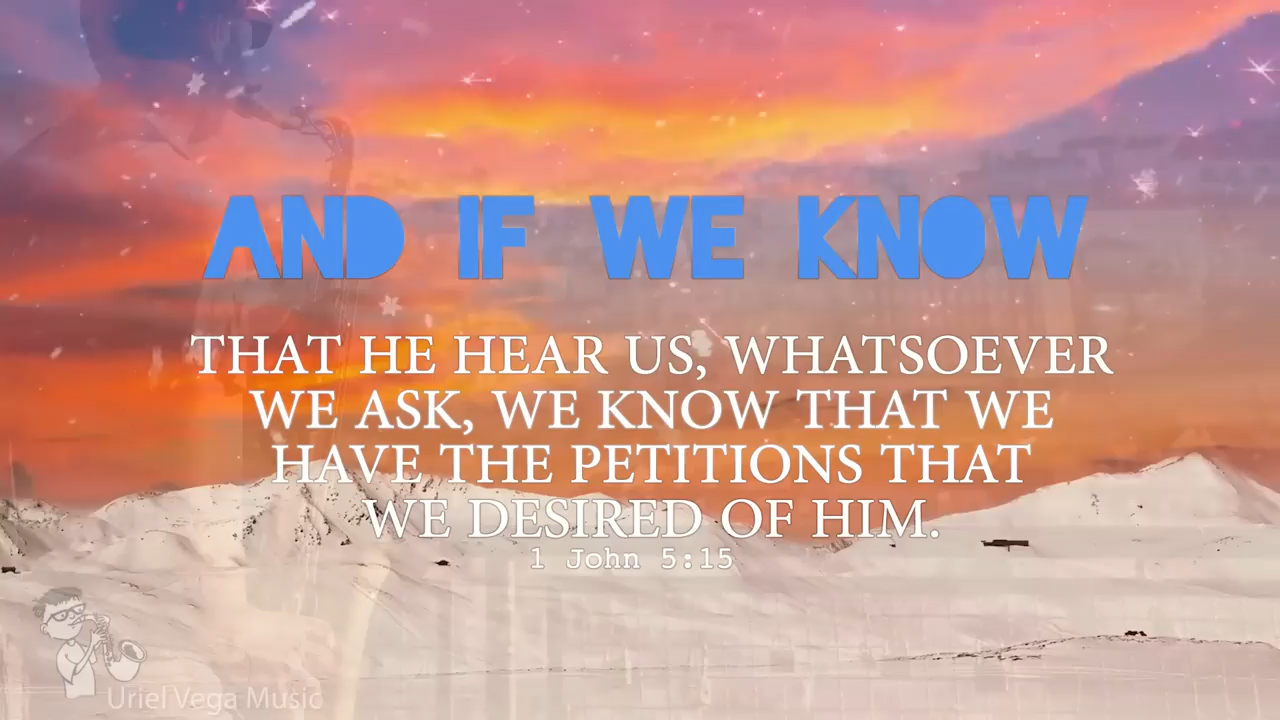 AND IF WE KNOW
THAT HE HEAR US, WHATSOEVER
WE ASK, WE KNOW THAT WE
HAVE THE PETITIONS THAT
WE DESIRED OF HIM.
1 John 5:15
Uriel Vega Music